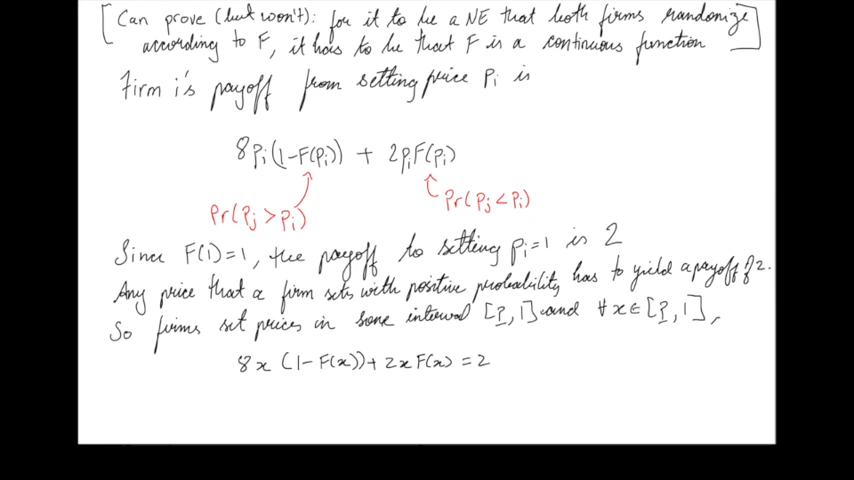 [Can prove (but won't): for it to be a NE that both firms randomize
according to F, it has to be that F is a continuous function]
Firm i's payoff from setting price pi is
8pi(1-F(pi)) + 2piF(pi)
Pr(pj > pi)
Pr(pj < pi)
Since F(1)=1, the payoff to setting pi=1 is 2
Any price that a firm sets with positive probability has to yield a payoff of 2.
So firms set prices in some interval [p, 1] and ∀ x ∈ [p, 1],
8x (1-F(x)) + 2x F(x) = 2